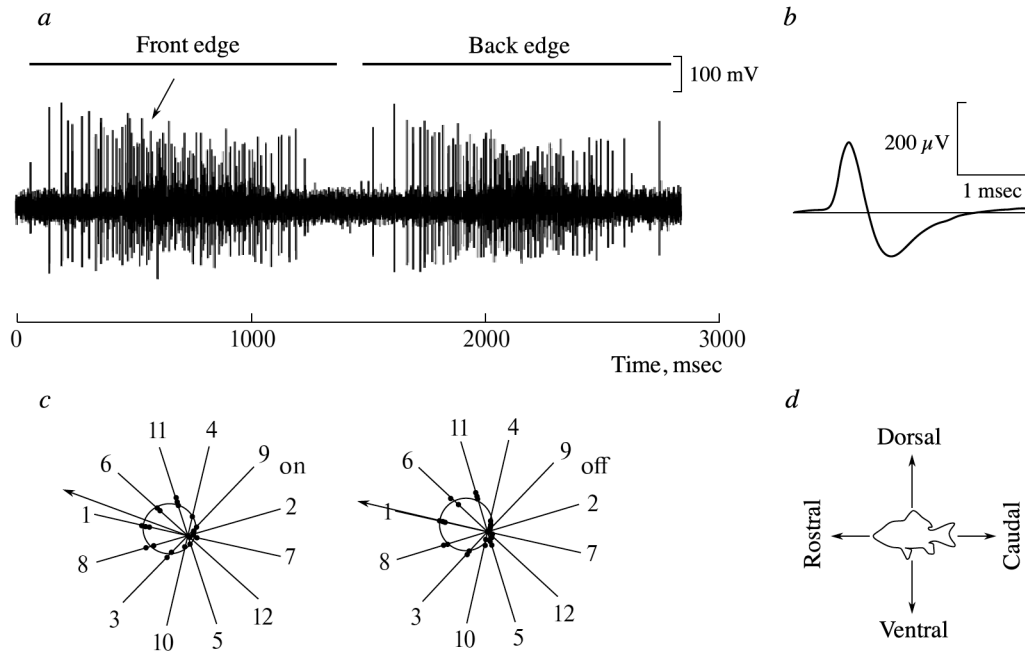 a
Front edge
Back edge
100 mV
0
1000
2000
3000
Time, msec
b
200 μV
1 msec
c
11
4
6
9
on
1
2
8
7
3
12
10
5
11
4
6
9
off
1
2
8
7
3
12
10
5
d
Dorsal
Rostral
Caudal
Ventral